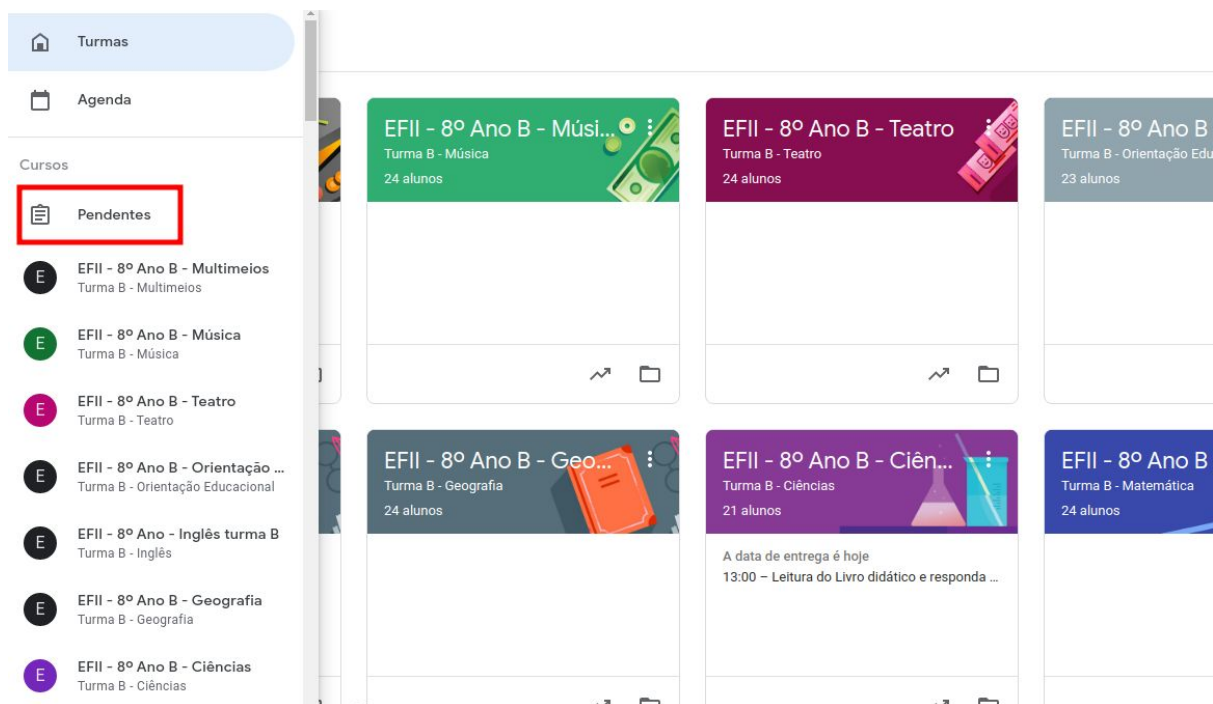 Turmas
Agenda
Cursos
Pendentes
E
EFII - 8º Ano B - Multimeios
Turma B - Multimeios
E
EFII - 8º Ano B - Música
Turma B - Música
E
EFII - 8º Ano B - Teatro
Turma B - Teatro
E
EFII - 8º Ano B - Orientação ...
Turma B - Orientação Educacional
E
EFII - 8º Ano - Inglês turma B
Turma B - Inglês
E
EFII - 8º Ano B - Geografia
Turma B - Geografia
E
EFII - 8º Ano B - Ciências
Turma B - Ciências
EFII - 8º Ano B - Músi...
Turma B - Música
24 alunos
EFII - 8º Ano B - Teatro
Turma B - Teatro
24 alunos
EFII - 8º Ano B
Turma B - Orientação Edu
23 alunos
EFII - 8º Ano B - Geo...
Turma B - Geografia
24 alunos
EFII - 8º Ano B - Ciên...
Turma B - Ciências
21 alunos
A data de entrega é hoje
13:00 – Leitura do Livro didático e responda ...
EFII - 8º Ano B
Turma B - Matemática
24 alunos